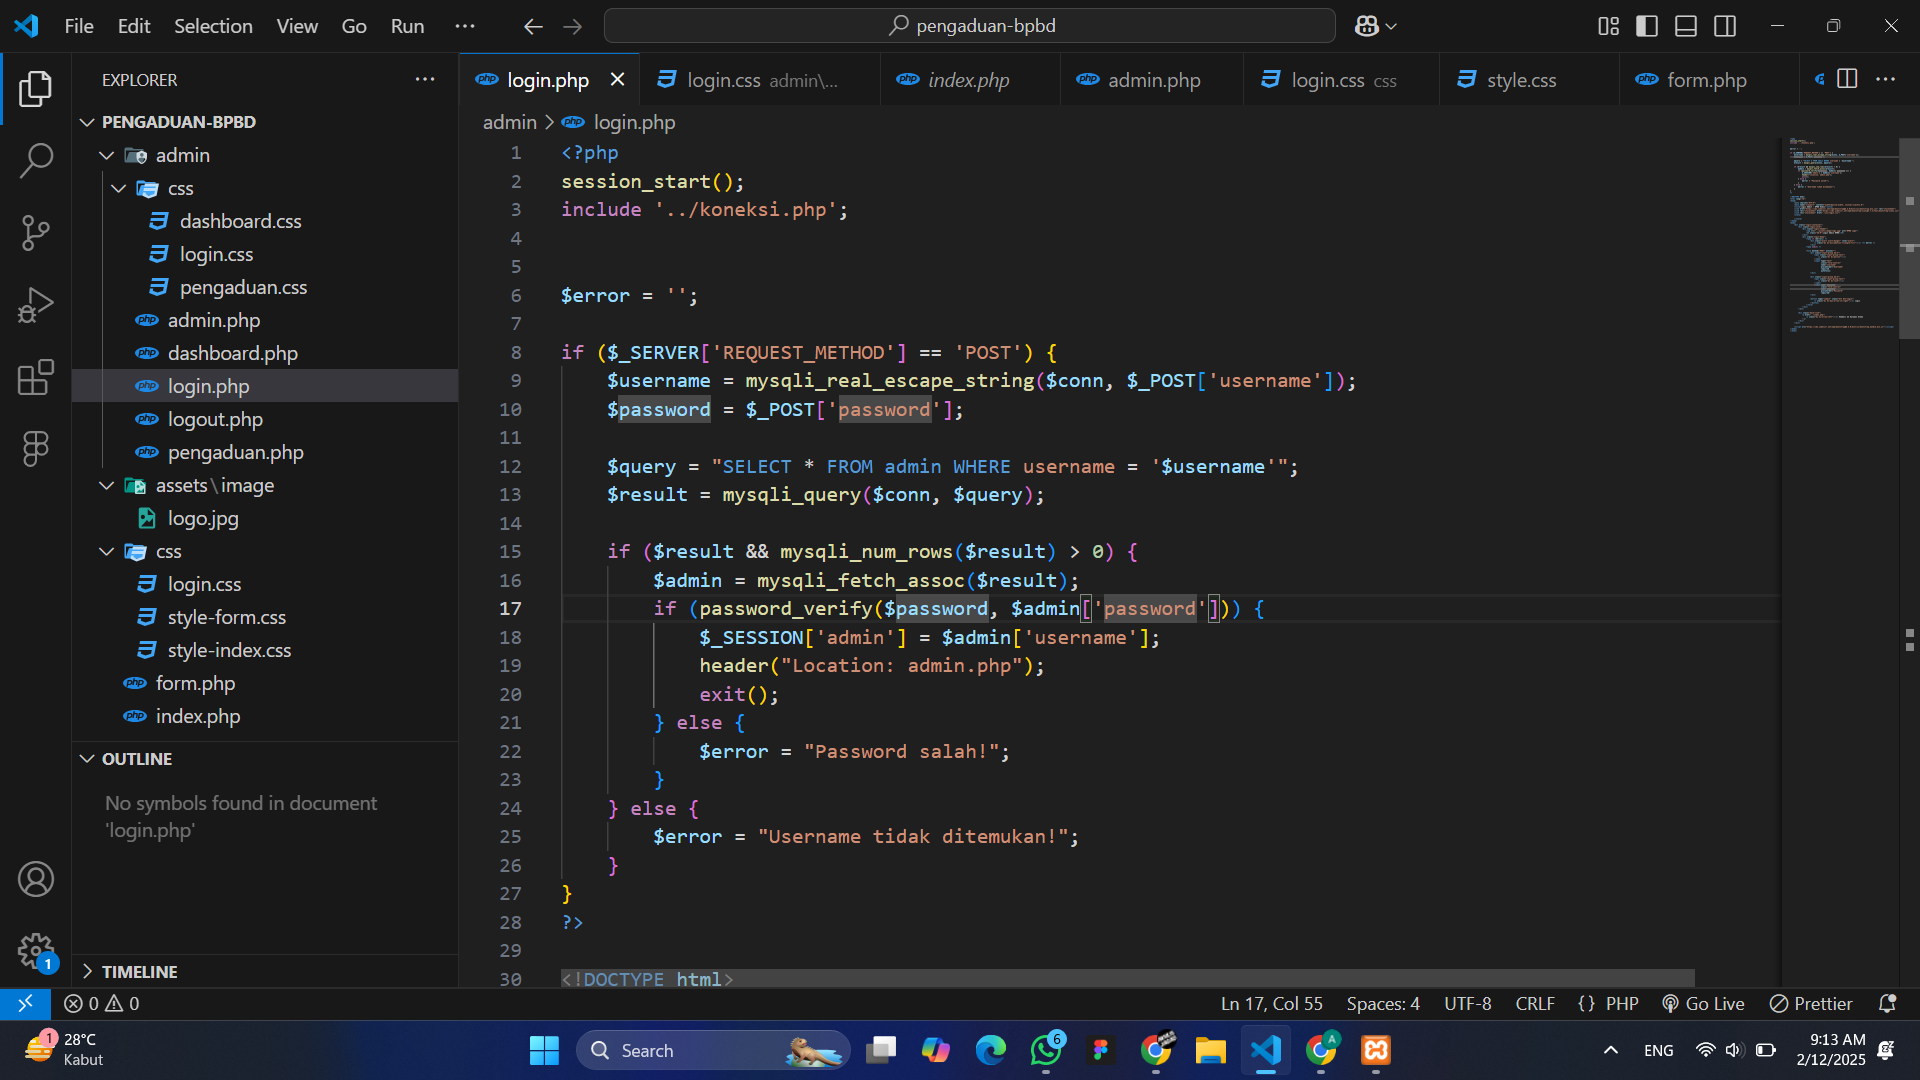 File Edit Selection View Go Run ··· pengaduan-bpbd
EXPLORER ···
PENGADUAN-BPBD
admin
css
dashboard.css
login.css
pengaduan.css
admin.php
dashboard.php
login.php
logout.php
pengaduan.php
assets\image
logo.jpg
css
login.css
style-form.css
style-index.css
form.php
index.php
OUTLINE
No symbols found in document
'login.php'
TIMELINE
php login.php login.css admin\... php index.php php admin.php login.css css style.css php form.php
admin > php login.php
1 <?php
2 session_start();
3 include '../koneksi.php';
4
5
6 $error = '';
7
8 if ($_SERVER['REQUEST_METHOD'] == 'POST') {
9 $username = mysqli_real_escape_string($conn, $_POST['username']);
10 $password = $_POST['password'];
11
12 $query = "SELECT * FROM admin WHERE username = '$username'";
13 $result = mysqli_query($conn, $query);
14
15 if ($result && mysqli_num_rows($result) > 0) {
16 $admin = mysqli_fetch_assoc($result);
17 if (password_verify($password, $admin['password'])) {
18 $_SESSION['admin'] = $admin['username'];
19 header("Location: admin.php");
20 exit();
21 } else {
22 $error = "Password salah!";
23 }
24 } else {
25 $error = "Username tidak ditemukan!";
26 }
27 }
28 ?>
29
30 <!DOCTYPE html>
1
0 0 Ln 17, Col 55 Spaces: 4 UTF-8 CRLF {} PHP Go Live Prettier
1 28°C
Kabut
Search
6
A
ENG
9:13 AM
2/12/2025